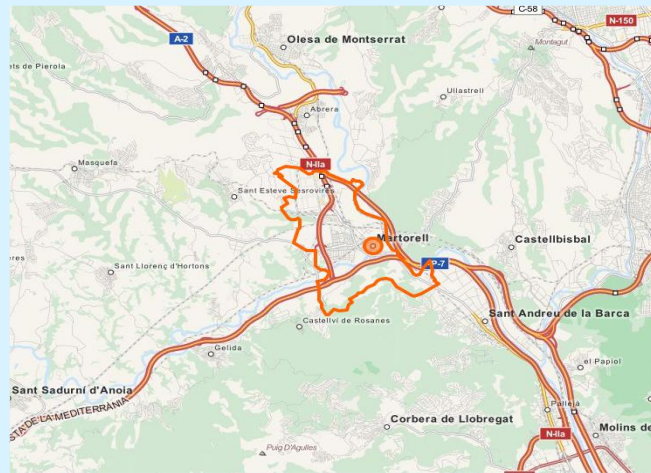 C-58
N-150
A-2
Olesa de Montserrat
Montagut
ets de Pierola
Ullastrell
Abrera
Masquefa
N-IIa
Sant Esteve Sesrovires
Martorell
Castellbisbal
Sant Llorenç d'Hortons
AP-7
Castellví de Rosanes
Sant Andreu de la Barca
Gelida
el Papiol
Sant Sadurní d'Anoia
Pallejà
STA DE LA MEDITERRÀNIA
Corbera de Llobregat
N-IIa
Molins de
Puig D'Agulles